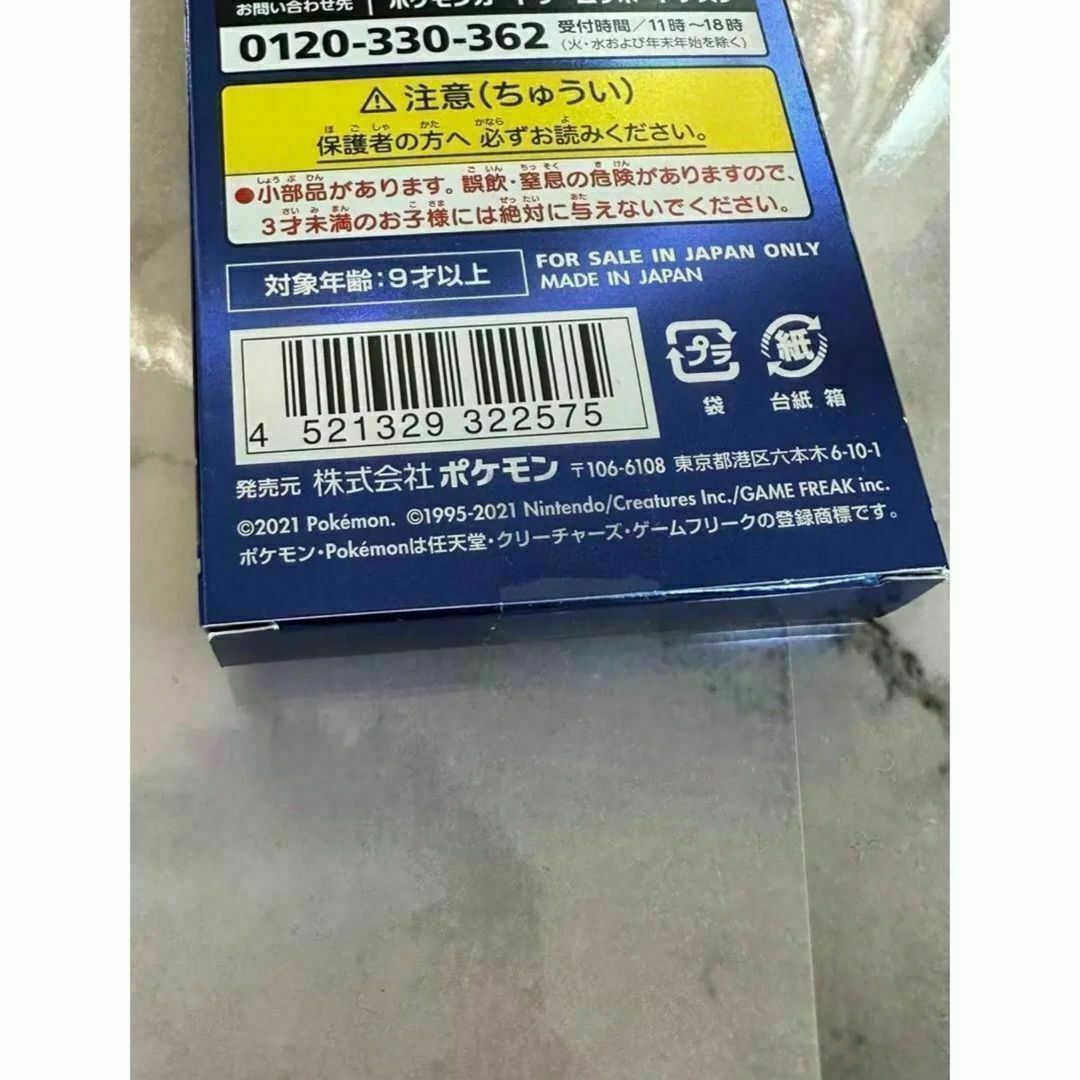 お問い合わせ先
0120-330-362 受付時間/11時～18時
(火・水および年末年始を除く)
⚠注意(ちゅうい)
保護者の方へ 必ずお読みください。
●小部品があります。誤飲・窒息の危険がありますので、
3才未満のお子様には絶対に与えないでください。
対象年齢:9才以上
FOR SALE IN JAPAN ONLY
MADE IN JAPAN
4 521329 322575
プラ
袋
紙
台紙 箱
発売元 株式会社 ポケモン 〒106-6108 東京都港区六本木6-10-1
©2021 Pokémon. ©1995-2021 Nintendo/Creatures Inc./GAME FREAK inc.
ポケモン・Pokémonは任天堂・クリーチャーズ・ゲームフリークの登録商標です。